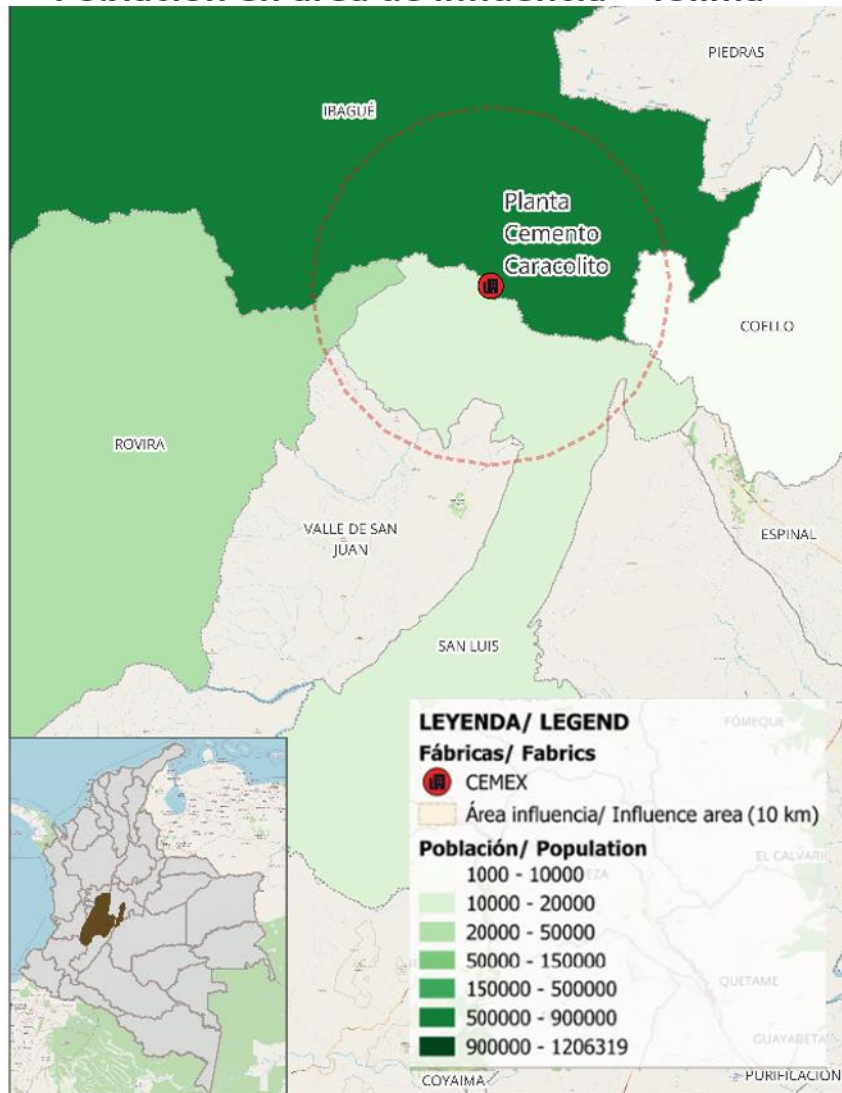 PIEDRAS
IBAGUÉ
Planta
Cemento
Caracolito
COELLO
ROVIRA
VALLE DE SAN
JUAN
ESPINAL
SAN LUIS
LEYENDA/ LEGEND
Fábricas/ Fabrics
CEMEX
Área influencia/ Influence area (10 km)
Población/ Population
1000 - 10000
10000 - 20000
20000 - 50000
50000 - 150000
150000 - 500000
500000 - 900000
900000 - 1206319
FÓMEQUE
EL CALVARI
QUETAME
GUAYABETA
COYAIMA
PURIFICACIÓN